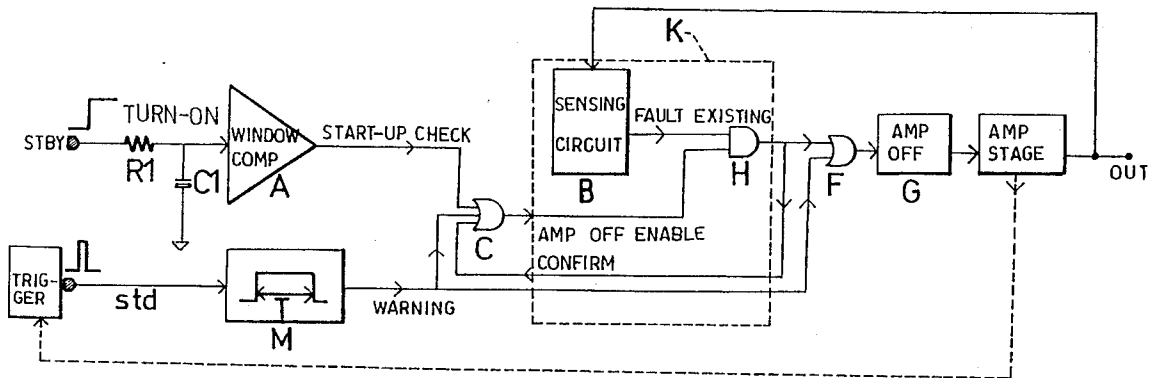 K
TURN-ON
STBY
R1
C1
WINDOW
COMP
A
START-UP CHECK
SENSING
CIRCUIT
B
FAULT EXISTING
H
F
AMP
OFF
G
AMP
STAGE
OUT
C
AMP OFF ENABLE
CONFIRM
TRIG-
GER
std
T
M
WARNING